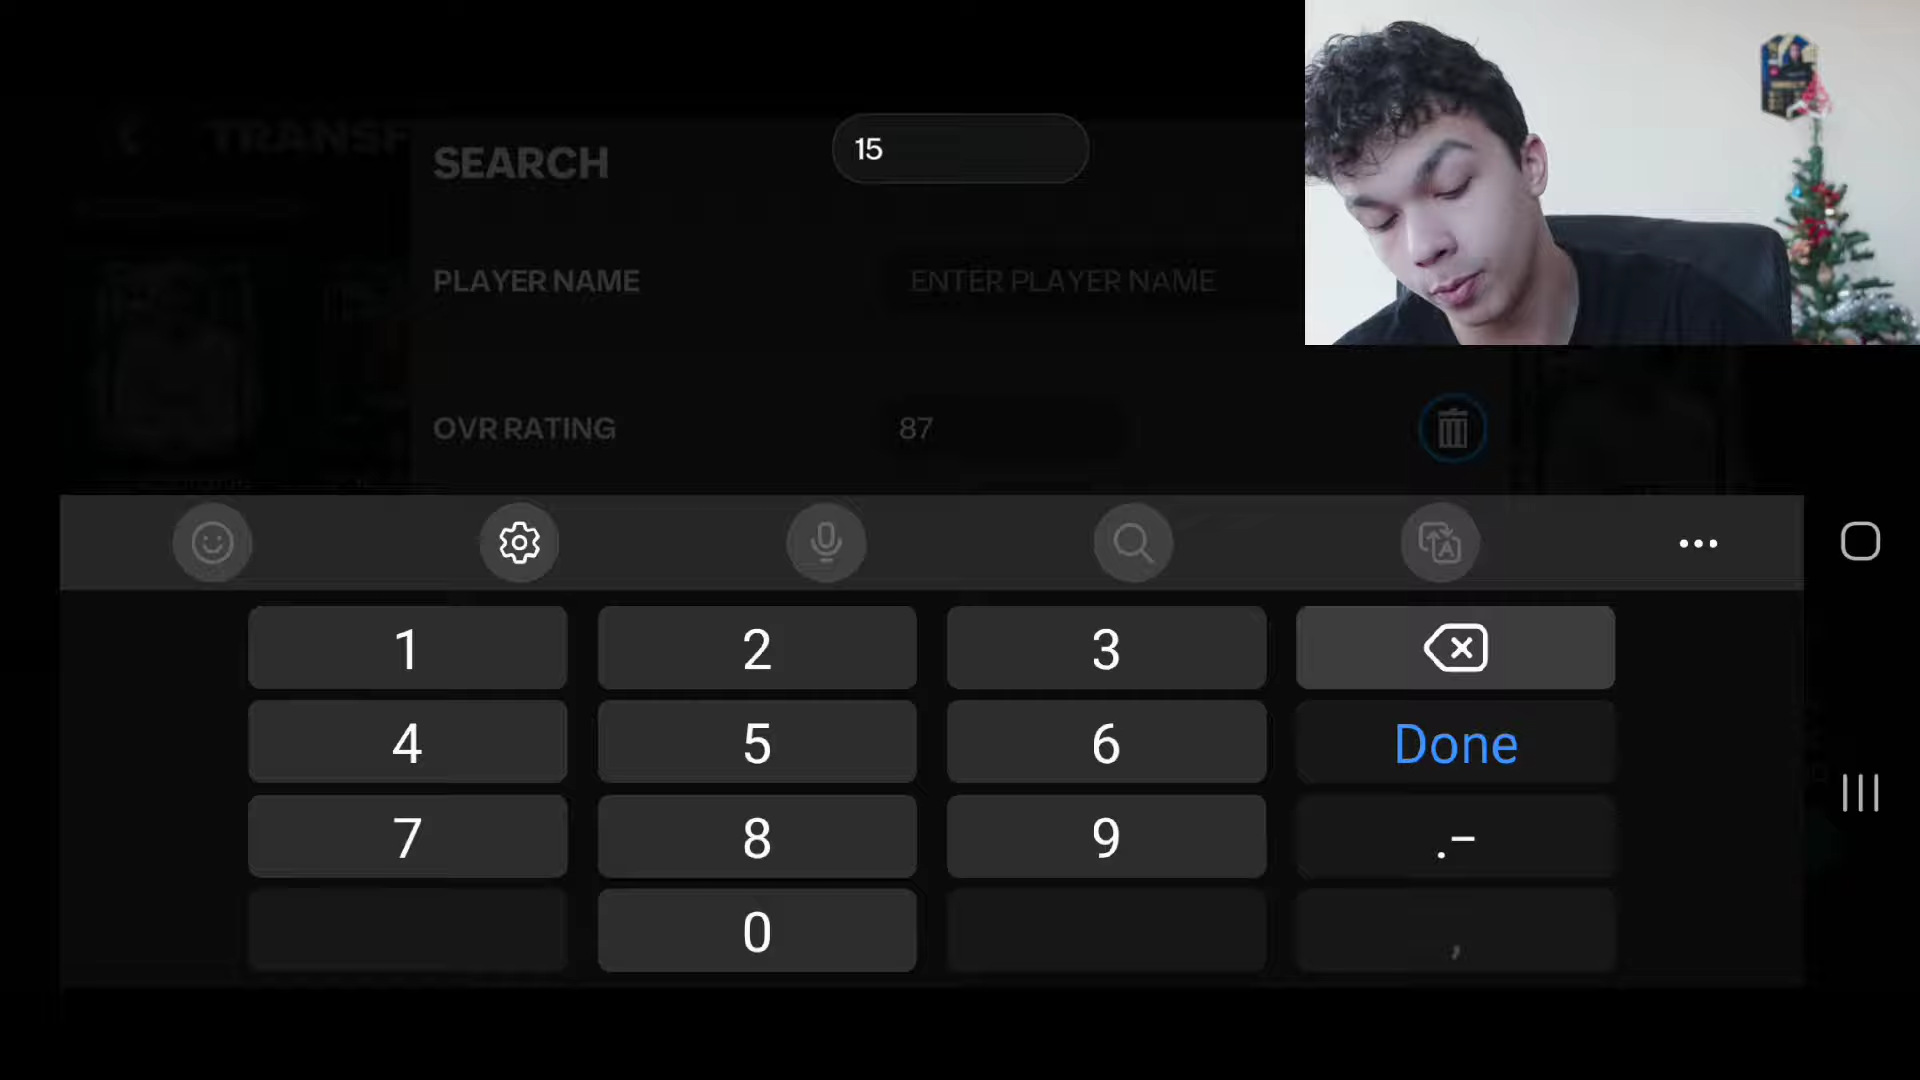 TRANSF
SEARCH
15
PLAYER NAME
ENTER PLAYER NAME
OVR RATING
87
1 2 3
4 5 6 Done
7 8 9 .-
0 ,